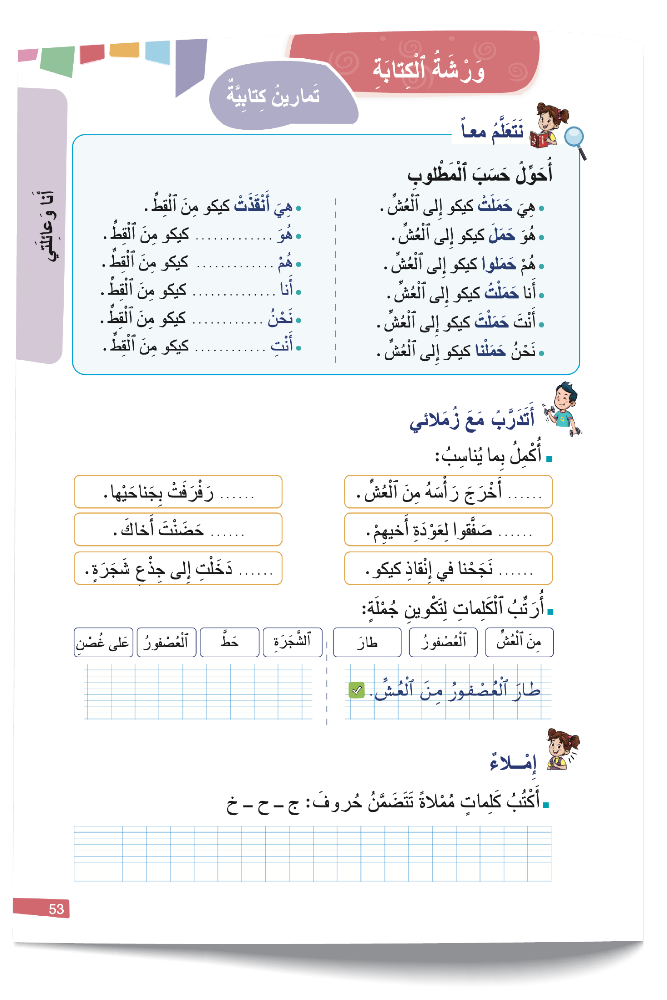 وَرْشَةُ ٱلْكِتابَةِ
تَمارينُ كِتابِيَّةٌ
نَتَعَلَّمُ معاً
أُحَوِّلُ حَسَبَ ٱلْمَطْلوبِ
• هِيَ حَمَلَتْ كيكو إِلى ٱلْعُشِّ.
• هُوَ حَمَلَ كيكو إِلى ٱلْعُشِّ.
• هُمْ حَمَلوا كيكو إِلى ٱلْعُشِّ.
• أَنا حَمَلْتُ كيكو إِلى ٱلْعُشِّ.
• أَنْتَ حَمَلْتَ كيكو إِلى ٱلْعُشِّ.
• نَحْنُ حَمَلْنا كيكو إِلى ٱلْعُشِّ.
• هِيَ أَنْقَذَتْ كيكو مِنَ ٱلْقِطِّ.
• هُوَ ............. كيكو مِنَ ٱلْقِطِّ.
• هُمْ ............. كيكو مِنَ ٱلْقِطِّ.
• أَنا .............. كيكو مِنَ ٱلْقِطِّ.
• نَحْنُ ............ كيكو مِنَ ٱلْقِطِّ.
• أَنْتِ ............ كيكو مِنَ ٱلْقِطِّ.
أَتَدَرَّبُ مَعَ زُمَلائي
أُكْمِلُ بِما يُناسِبُ:
...... أَخْرَجَ رَأْسَهُ مِنَ ٱلْعُشِّ.
...... رَفْرَفَتْ بِجَناحَيْها.
...... صَفَّقوا لِعَوْدَةِ أَخيهِمْ.
...... حَضَنْتَ أَخاكَ.
...... نَجَحْنا في إِنْقاذِ كيكو.
...... دَخَلْتِ إِلى جِذْعِ شَجَرَةٍ.
أُرَتِّبُ ٱلْكَلِماتِ لِتَكْوينِ جُمْلَةٍ:
مِنَ ٱلْعُشِّ ٱلْعُصْفورُ طارَ
ٱلشَّجَرَةِ حَطَّ ٱلْعُصْفورُ عَلى غُصْنِ
طارَ ٱلْعُصْفورُ مِنَ ٱلْعُشِّ.
إِمْـــلاءٌ
أَكْتُبُ كَلِماتٍ مُمْلاةً تَتَضَمَّنُ حُروفَ: ج – ح – خ
أَنا وَعائِلَتَي
53